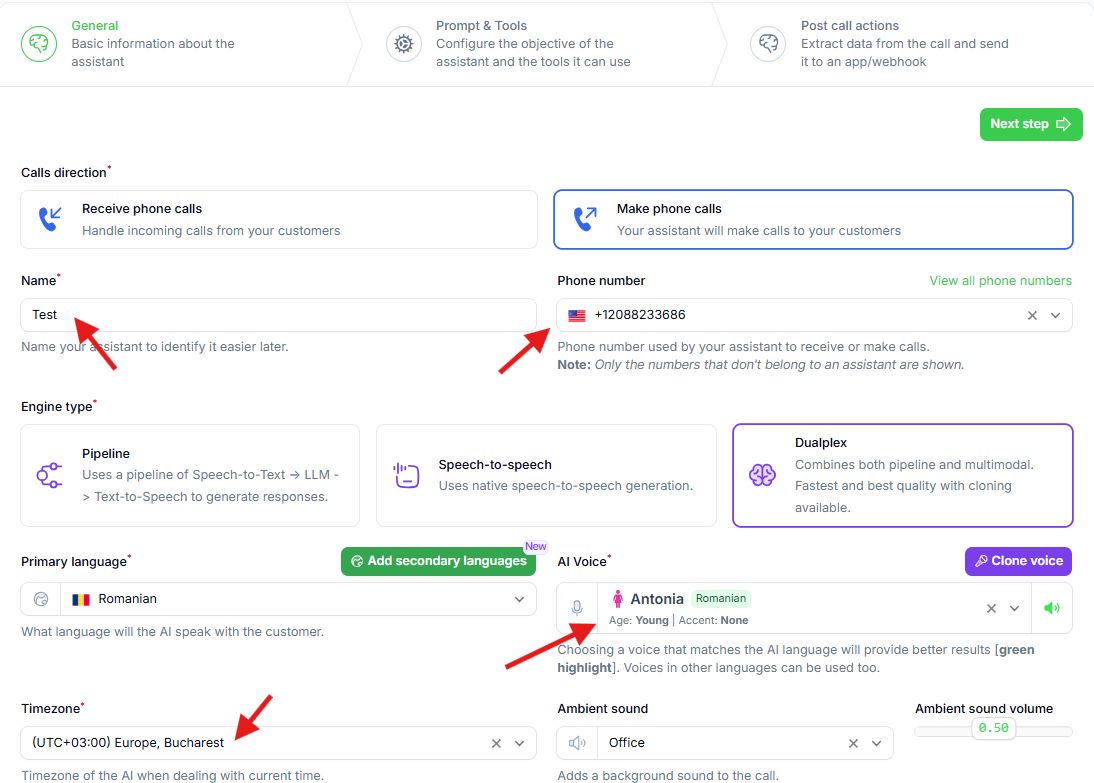 General
Basic information about the
assistant
Prompt & Tools
Configure the objective of the
assistant and the tools it can use
Post call actions
Extract data from the call and send
it to an app/webhook
Next step
Calls direction*
Receive phone calls
Handle incoming calls from your customers
Make phone calls
Your assistant will make calls to your customers
Name*
Test
Name your assistant to identify it easier later.
Phone number
View all phone numbers
+12088233686
Phone number used by your assistant to receive or make calls.
Note: Only the numbers that don't belong to an assistant are shown.
Engine type*
Pipeline
Uses a pipeline of Speech-to-Text → LLM -
> Text-to-Speech to generate responses.
Speech-to-speech
Uses native speech-to-speech generation.
Dualplex
Combines both pipeline and multimodal.
Fastest and best quality with cloning
available.
Primary language*
Add secondary languages
New
Romanian
What language will the AI speak with the customer.
AI Voice*
Clone voice
Antonia Romanian
Age: Young | Accent: None
Choosing a voice that matches the AI language will provide better results [green
highlight]. Voices in other languages can be used too.
Timezone*
(UTC+03:00) Europe, Bucharest
Timezone of the AI when dealing with current time.
Ambient sound
Office
Adds a background sound to the call.
Ambient sound volume
0.50